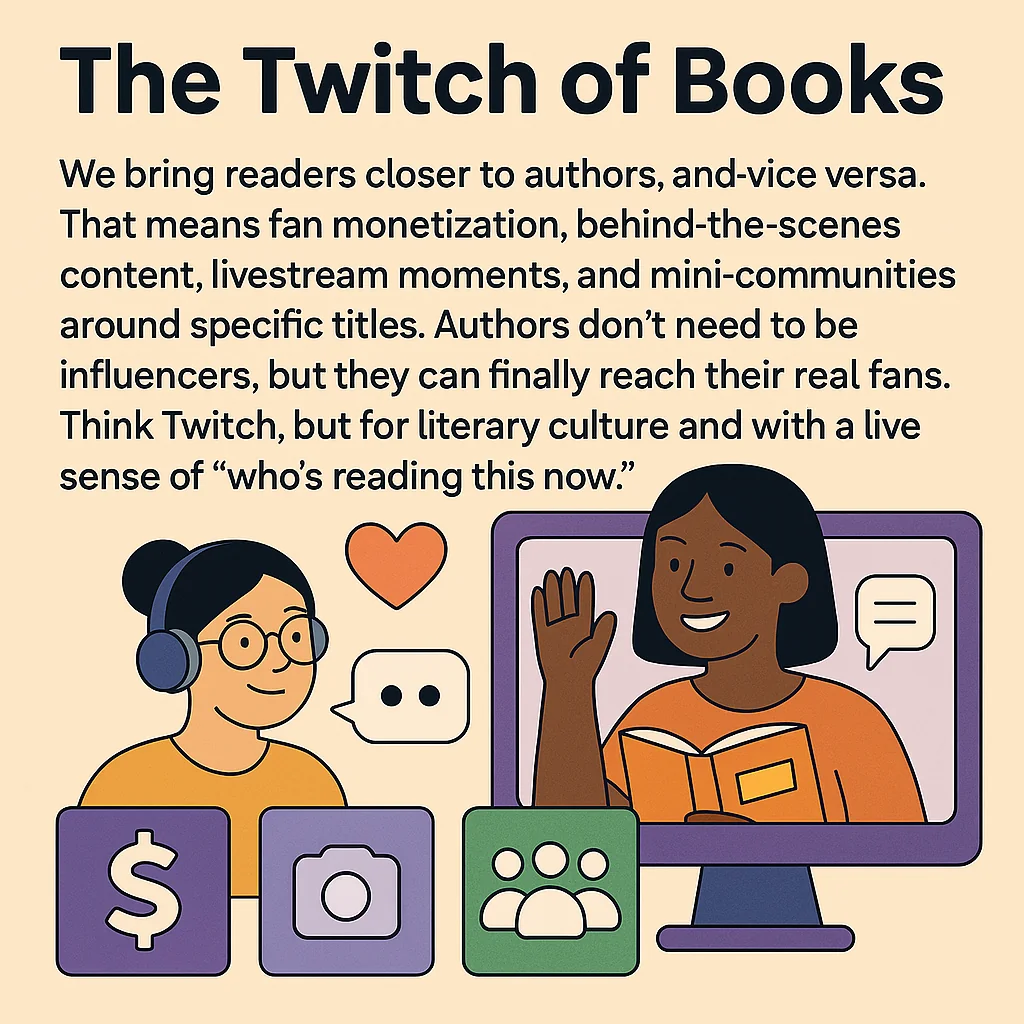 The Twitch of Books
We bring readers closer to authors, and-vice versa.
That means fan monetization, behind-the-scenes
content, livestream moments, and mini-communities
around specific titles. Authors don’t need to be
influencers, but they can finally reach their real fans.
Think Twitch, but for literary culture and with a live
sense of “who’s reading this now.”
$